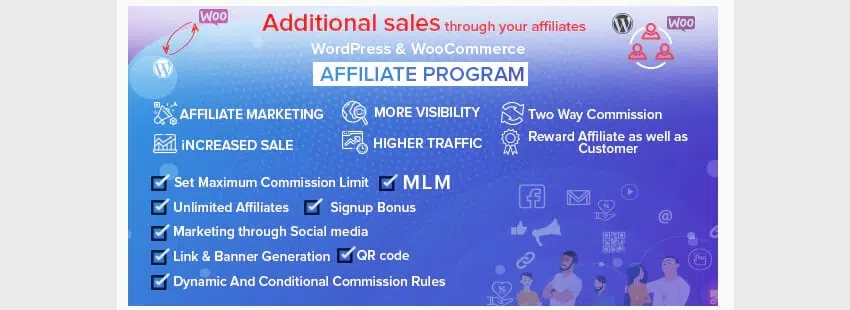 Woo
Additional sales through your affiliates
Woo
WordPress & WooCommerce
AFFILIATE PROGRAM
AFFILIATE MARKETING
MORE VISIBILITY
Two Way Commission
iNCREASED SALE
HIGHER TRAFFIC
Reward Affiliate as well as
Customer
Set Maximum Commission Limit
MLM
Unlimited Affiliates
Signup Bonus
Marketing through Social media
Link & Banner Generation
QR code
Dynamic And Conditional Commission Rules